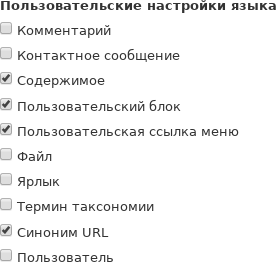 Пользовательские настройки языка
Комментарий
Контактное сообщение
Содержимое
Пользовательский блок
Пользовательская ссылка меню
Файл
Ярлык
Термин таксономии
Синоним URL
Пользователь